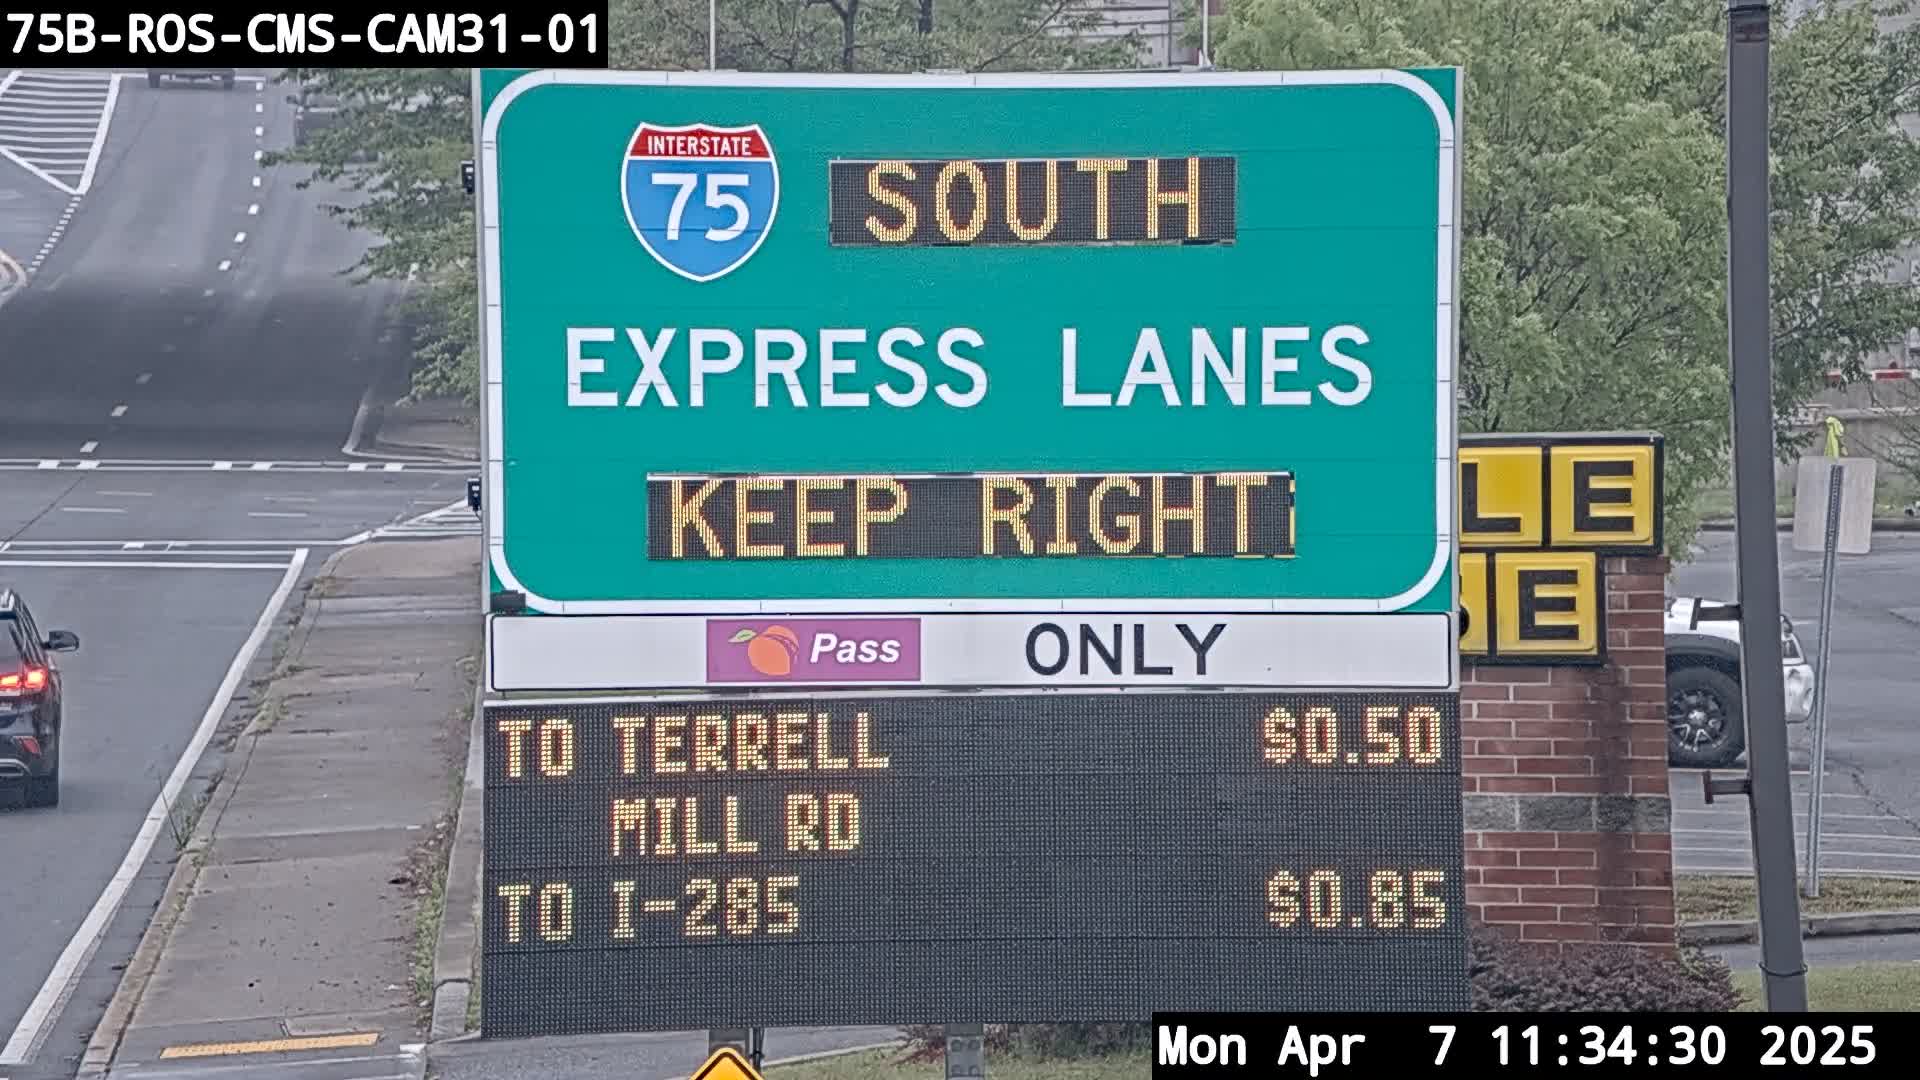 75B-ROS-CMS-CAM31-01
INTERSTATE
75
SOUTH
EXPRESS LANES
KEEP RIGHT
Pass ONLY
TO TERRELL $0.50
MILL RD
TO I-285 $0.85
LE
E
Mon Apr 7 11:34:30 2025